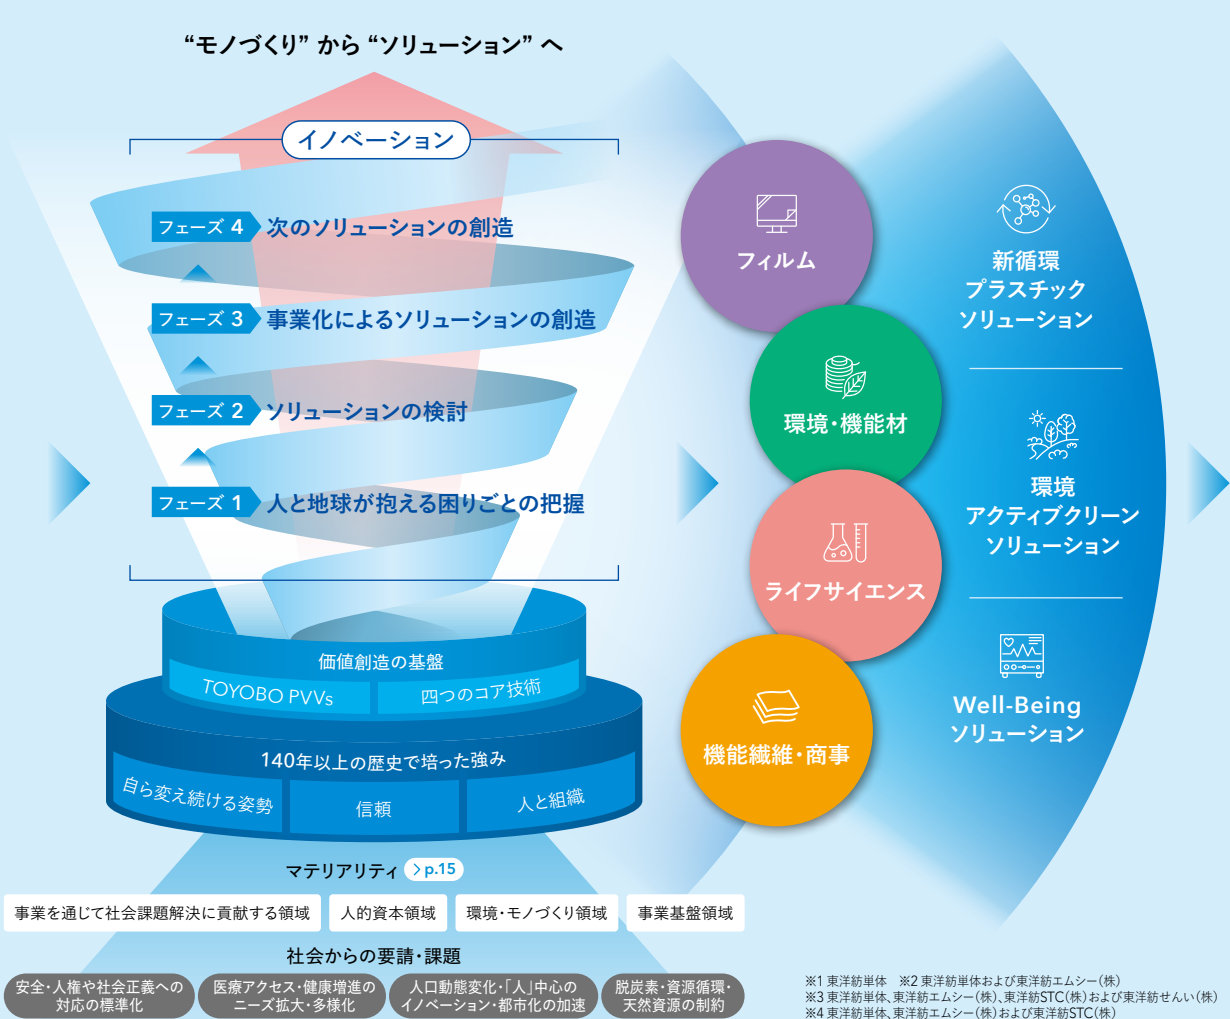 “モノづくり” から “ソリューション” へ
イノベーション
フェーズ 4 次のソリューションの創造
フェーズ 3 事業化によるソリューションの創造
フェーズ 2 ソリューションの検討
フェーズ 1 人と地球が抱える困りごとの把握
価値創造の基盤
TOYOBO PVVs
四つのコア技術
140年以上の歴史で培った強み
自ら変え続ける姿勢
信頼
人と組織
マテリアリティ p.15
事業を通じて社会課題解決に貢献する領域
人的資本領域
環境・モノづくり領域
事業基盤領域
社会からの要請・課題
安全・人権や社会正義への
対応の標準化
医療アクセス・健康増進の
ニーズ拡大・多様化
人口動態変化・「人」中心の
イノベーション・都市化の加速
脱炭素・資源循環・
天然資源の制約
フィルム
環境・機能材
ライフサイエンス
機能繊維・商事
新循環
プラスチック
ソリューション
環境
アクティブクリーン
ソリューション
Well-Being
ソリューション
※1 東洋紡単体 ※2 東洋紡単体および東洋紡エムシー(株)
※3 東洋紡単体、東洋紡エムシー(株)、東洋紡STC(株)および東洋紡せんい(株)
※4 東洋紡単体、東洋紡エムシー(株)および東洋紡STC(株)